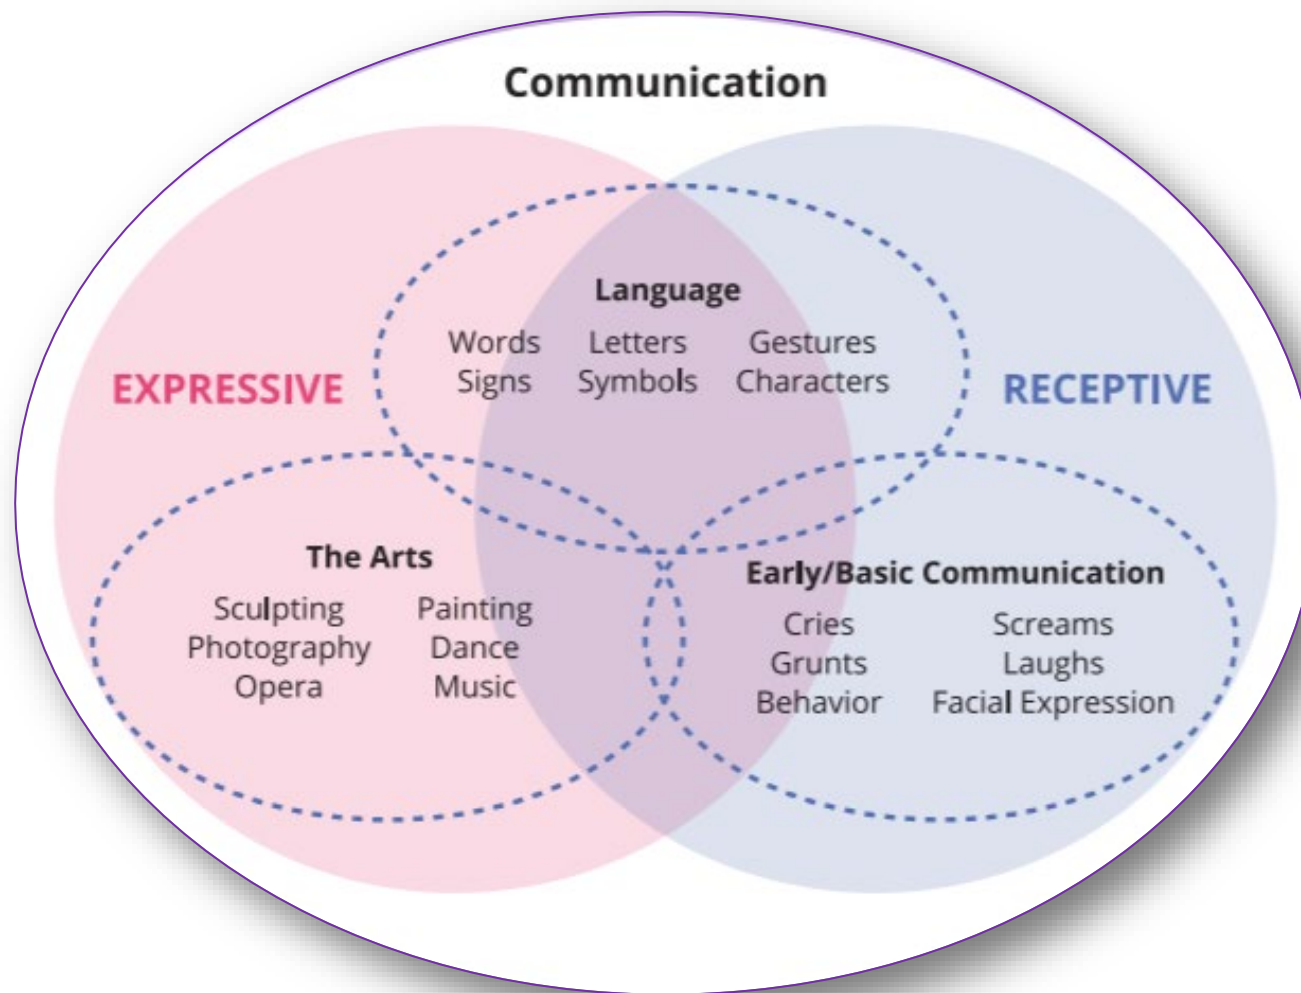 Communication
Language
Words Letters Gestures
Signs Symbols Characters
EXPRESSIVE
RECEPTIVE
The Arts
Sculpting Painting
Photography Dance
Opera Music
Early/Basic Communication
Cries Screams
Grunts Laughs
Behavior Facial Expression